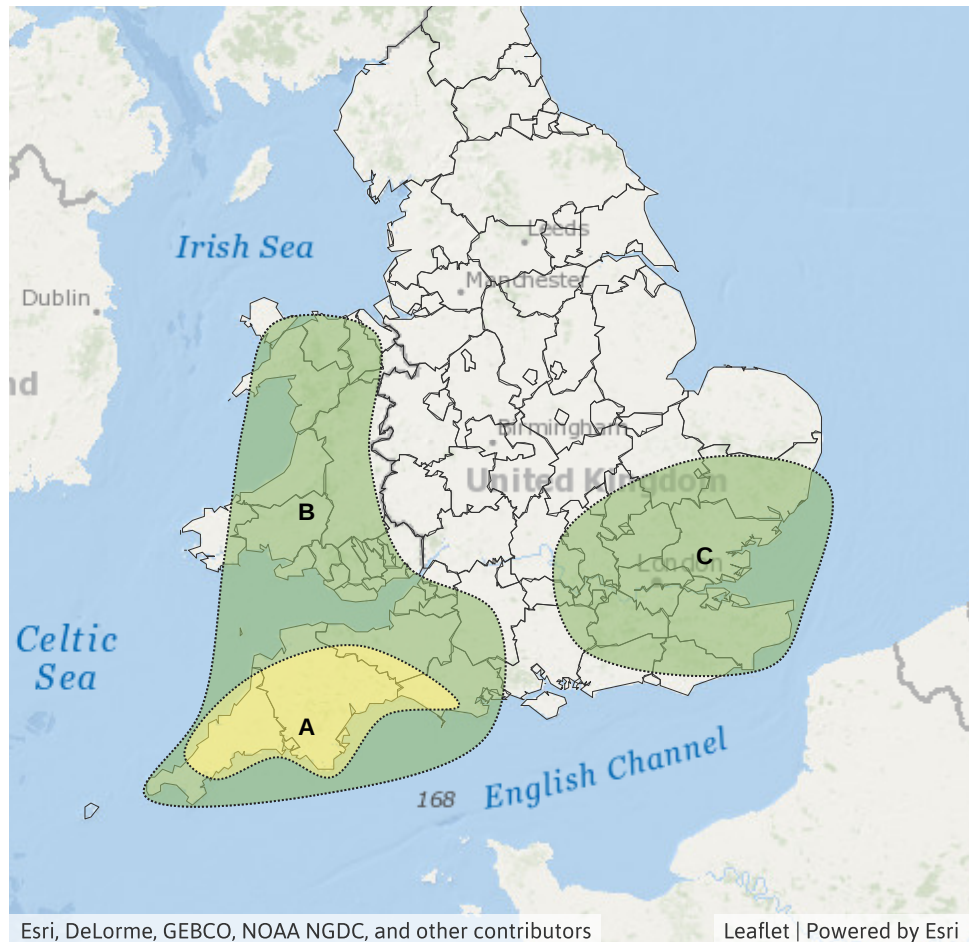 Leeds
Irish Sea
Manchester
Dublin
nd
Birmingham
United Kingdom
B
C
London
Celtic
Sea
A
168
English Channel
Esri, DeLorme, GEBCO, NOAA NGDC, and other contributors
Leaflet | Powered by Esri